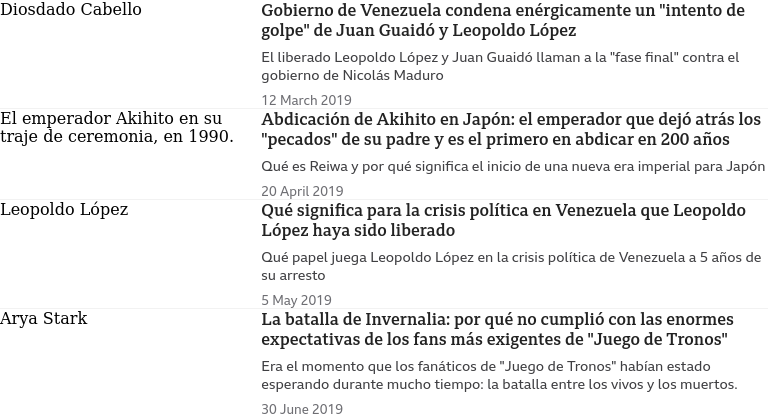 Diosdado Cabello
Gobierno de Venezuela condena enérgicamente un "intento de
golpe" de Juan Guaidó y Leopoldo López
El liberado Leopoldo López y Juan Guaidó llaman a la "fase final" contra el
gobierno de Nicolás Maduro
12 March 2019
El emperador Akihito en su
traje de ceremonia, en 1990.
Abdicación de Akihito en Japón: el emperador que dejó atrás los
"pecados" de su padre y es el primero en abdicar en 200 años
Qué es Reiwa y por qué significa el inicio de una nueva era imperial para Japón
20 April 2019
Leopoldo López
Qué significa para la crisis política en Venezuela que Leopoldo
López haya sido liberado
Qué papel juega Leopoldo López en la crisis política de Venezuela a 5 años de
su arresto
5 May 2019
Arya Stark
La batalla de Invernalia: por qué no cumplió con las enormes
expectativas de los fans más exigentes de "Juego de Tronos"
Era el momento que los fanáticos de "Juego de Tronos" habían estado
esperando durante mucho tiempo: la batalla entre los vivos y los muertos.
30 June 2019